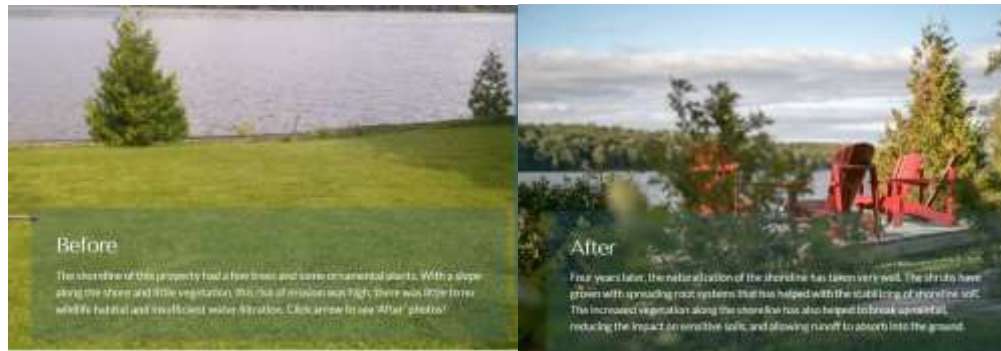 Before
The shoreline of this property had a few trees and some ornamental plants. With a slope
along the shore and little vegetation, this risk of erosion was high, there was little to no
wildlife habitat and insufficient water filtration. Click arrow to see 'After' photos!
After
Four years later, the naturalization of the shoreline has taken very well. The shrubs have
grown with spreading root systems that has helped with the stabilizing of shoreline soil.
The increased vegetation along the shoreline has also helped to break up rainfall,
reducing the impact on sensitive soils, and allowing runoff to absorb into the ground.